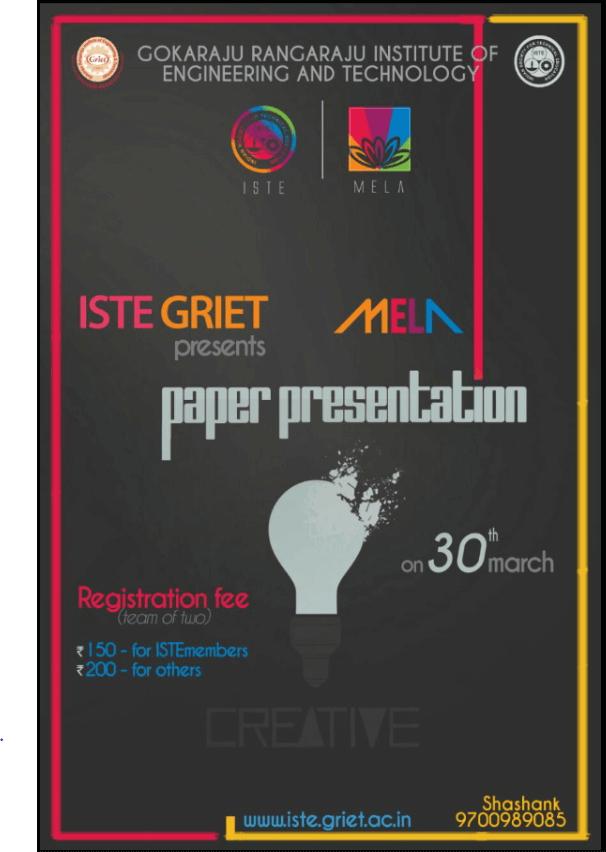 GOKARAJU RANGARAJU INSTITUTE OF
ENGINEERING AND TECHNOLOGY
Griet
ISTE
MELA
ISTE GRIET
presents
MELA
paper presentation
on 30th march
Registration fee
(team of two)
₹150 - for ISTEmembers
₹200 - for others
CREATIVE
www.iste.griet.ac.in
Shashank
9700989085